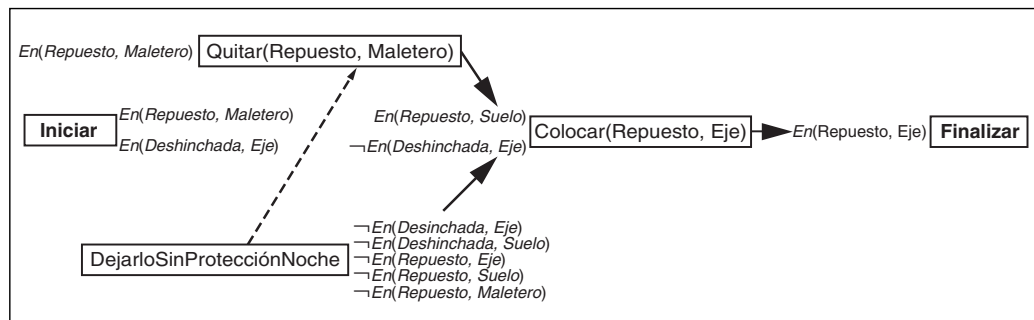 En(Repuesto, Maletero) Quitar(Repuesto, Maletero)
Iniciar
En(Repuesto, Maletero)
En(Deshinchada, Eje)
En(Repuesto, Suelo)
¬En(Deshinchada, Eje)
Colocar(Repuesto, Eje)
En(Repuesto, Eje) Finalizar
DejarloSinProtecciónNoche
¬En(Desinchada, Eje)
¬En(Deshinchada, Suelo)
¬En(Repuesto, Eje)
¬En(Repuesto, Suelo)
¬En(Repuesto, Maletero)